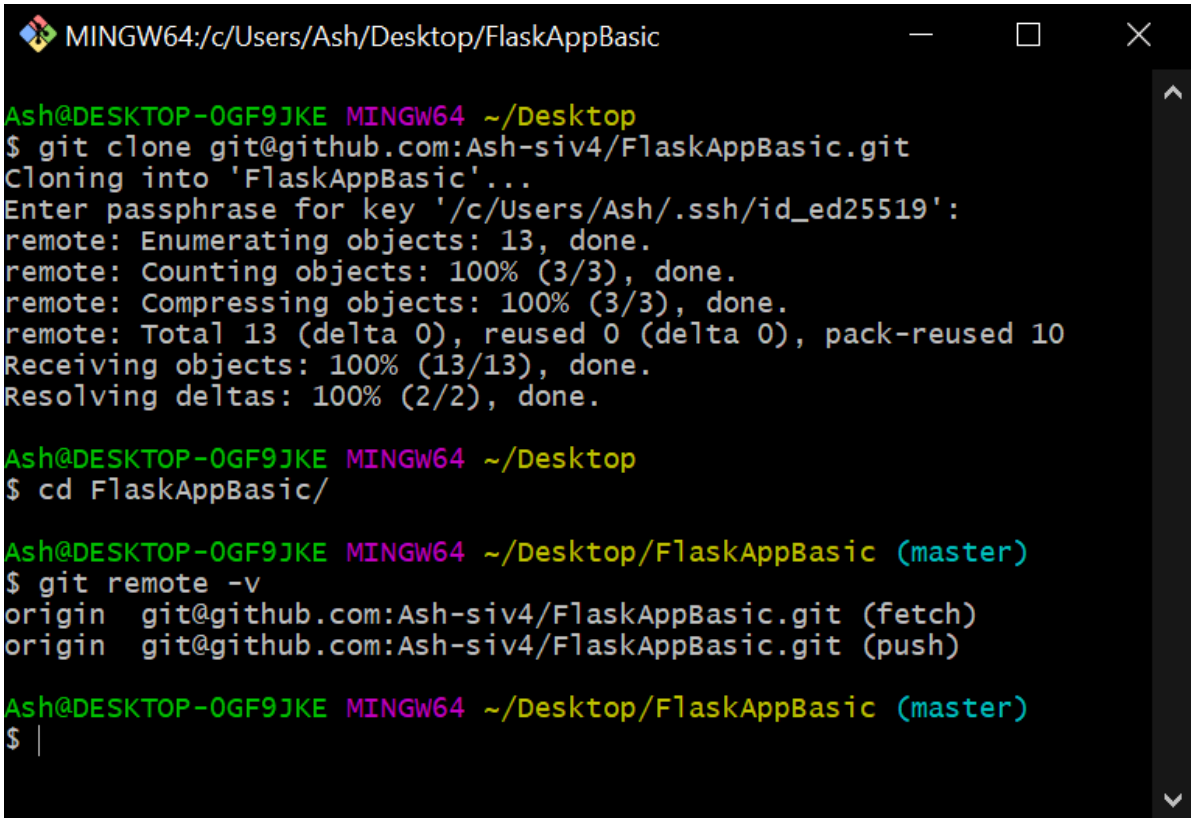 MINGW64:/c/Users/Ash/Desktop/FlaskAppBasic
Ash@DESKTOP-0GF9JKE MINGW64 ~/Desktop
$ git clone git@github.com:Ash-siv4/FlaskAppBasic.git
Cloning into 'FlaskAppBasic'...
Enter passphrase for key '/c/Users/Ash/.ssh/id_ed25519':
remote: Enumerating objects: 13, done.
remote: Counting objects: 100% (3/3), done.
remote: Compressing objects: 100% (3/3), done.
remote: Total 13 (delta 0), reused 0 (delta 0), pack-reused 10
Receiving objects: 100% (13/13), done.
Resolving deltas: 100% (2/2), done.
Ash@DESKTOP-0GF9JKE MINGW64 ~/Desktop
$ cd FlaskAppBasic/
Ash@DESKTOP-0GF9JKE MINGW64 ~/Desktop/FlaskAppBasic (master)
$ git remote -v
origin  git@github.com:Ash-siv4/FlaskAppBasic.git (fetch)
origin  git@github.com:Ash-siv4/FlaskAppBasic.git (push)
Ash@DESKTOP-0GF9JKE MINGW64 ~/Desktop/FlaskAppBasic (master)
$